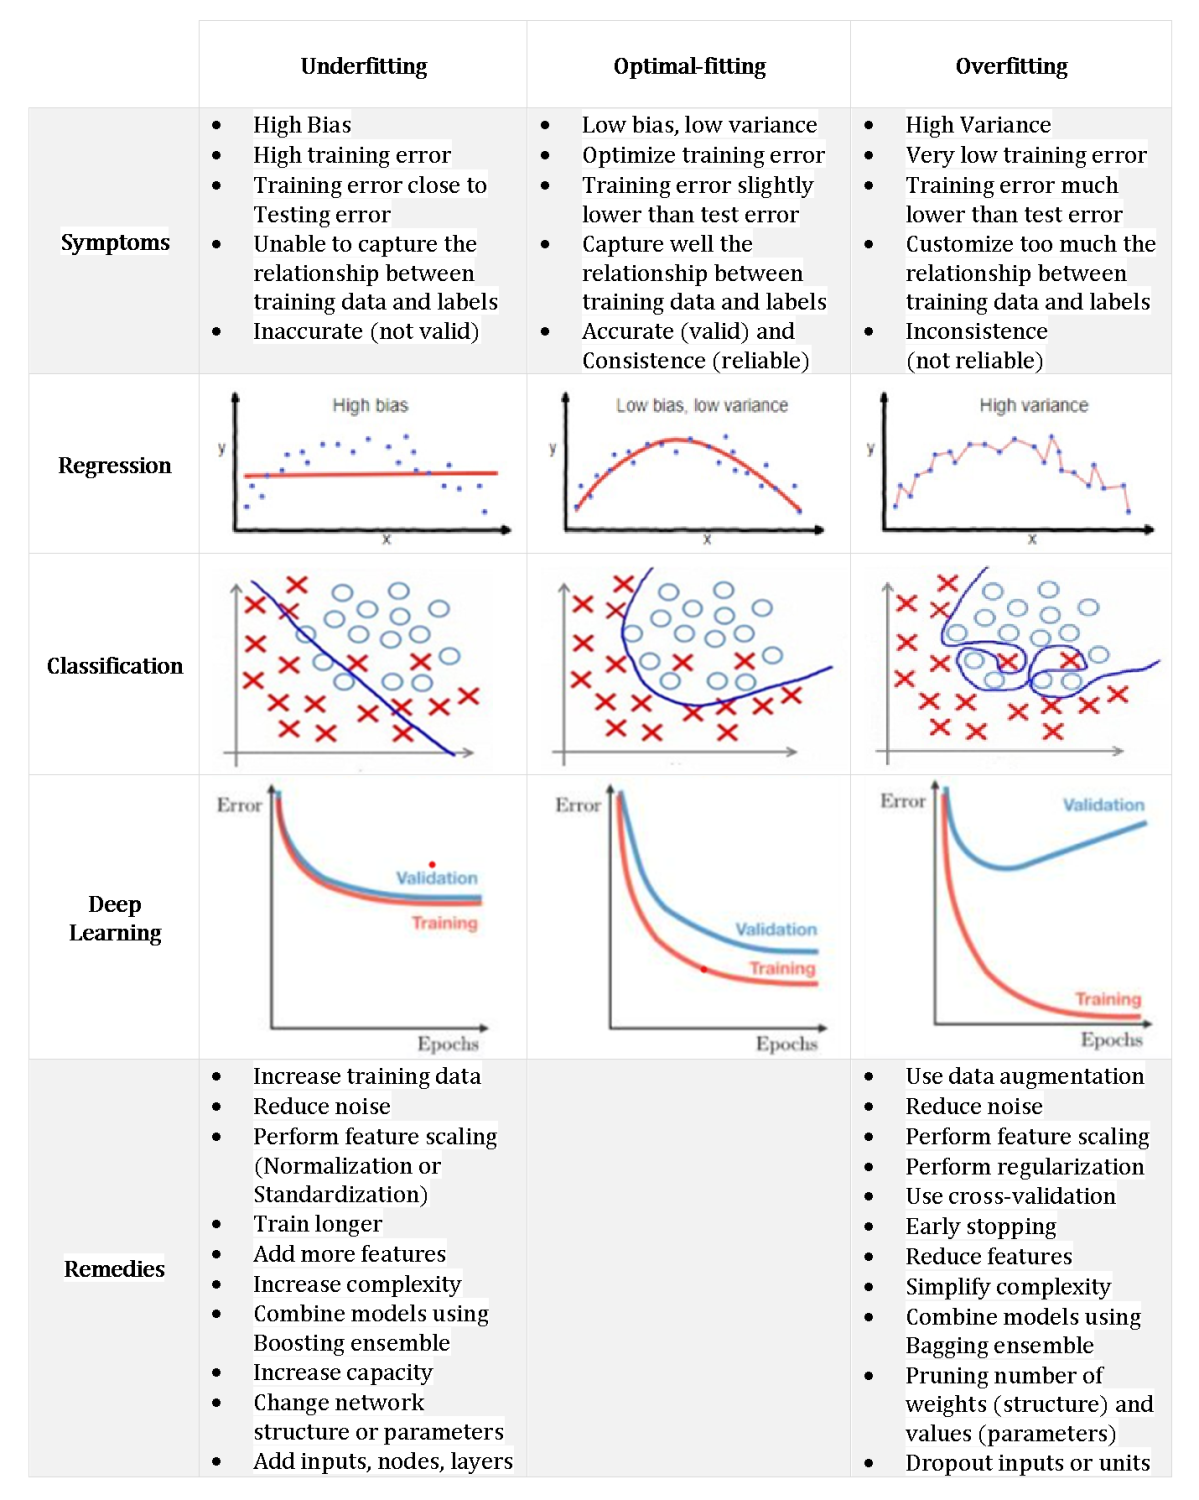 Underfitting
Optimal-fitting
Overfitting
Symptoms
• High Bias
• High training error
• Training error close to
Testing error
• Unable to capture the
relationship between
training data and labels
• Inaccurate (not valid)
• Low bias, low variance
• Optimize training error
• Training error slightly
lower than test error
• Capture well the
relationship between
training data and labels
• Accurate (valid) and
Consistence (reliable)
• High Variance
• Very low training error
• Training error much
lower than test error
• Customize too much the
relationship between
training data and labels
• Inconsistence
(not reliable)
Regression
High bias
y
x
Low bias, low variance
y
x
High variance
y
x
Classification
Deep
Learning
Error
Validation
Training
Epochs
Error
Validation
Training
Epochs
Error
Validation
Training
Epochs
Remedies
• Increase training data
• Reduce noise
• Perform feature scaling
(Normalization or
Standardization)
• Train longer
• Add more features
• Increase complexity
• Combine models using
Boosting ensemble
• Increase capacity
• Change network
structure or parameters
• Add inputs, nodes, layers
• Use data augmentation
• Reduce noise
• Perform feature scaling
• Perform regularization
• Use cross-validation
• Early stopping
• Reduce features
• Simplify complexity
• Combine models using
Bagging ensemble
• Pruning number of
weights (structure) and
values (parameters)
• Dropout inputs or units